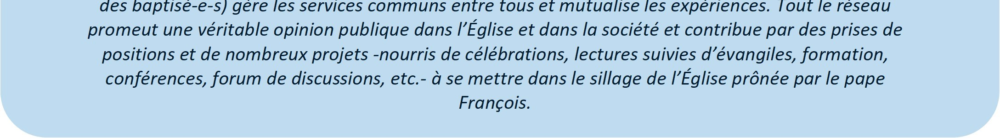 des baptisé-e-s) gère les services communs entre tous et mutualise les expériences. Tout le réseau
promeut une véritable opinion publique dans l’Église et dans la société et contribue par des prises de
positions et de nombreux projets -nourris de célébrations, lectures suivies d’évangiles, formation,
conférences, forum de discussions, etc.- à se mettre dans le sillage de l’Église prônée par le pape
François.